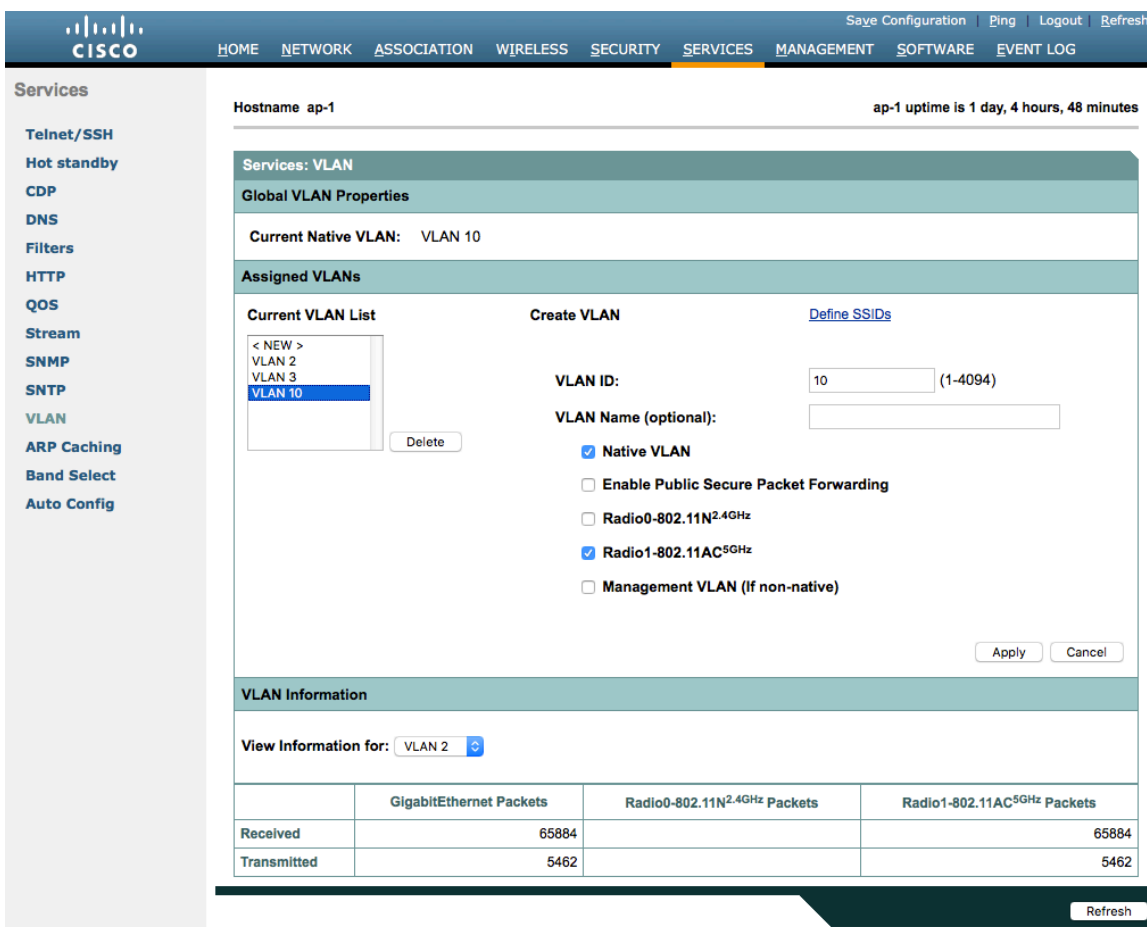 Save Configuration | Ping | Logout | Refresh
CISCO
HOME NETWORK ASSOCIATION WIRELESS SECURITY SERVICES MANAGEMENT SOFTWARE EVENT LOG
Services
Telnet/SSH
Hot standby
CDP
DNS
Filters
HTTP
QOS
Stream
SNMP
SNTP
VLAN
ARP Caching
Band Select
Auto Config
Hostname ap-1
ap-1 uptime is 1 day, 4 hours, 48 minutes
Services: VLAN
Global VLAN Properties
Current Native VLAN: VLAN 10
Assigned VLANs
Current VLAN List
< NEW >
VLAN 2
VLAN 3
VLAN 10
Delete
Create VLAN
Define SSIDs
VLAN ID: 10 (1-4094)
VLAN Name (optional):
Native VLAN
Enable Public Secure Packet Forwarding
Radio0-802.11N2.4GHz
Radio1-802.11AC5GHz
Management VLAN (If non-native)
Apply Cancel
VLAN Information
View Information for: VLAN 2
GigabitEthernet Packets Radio0-802.11N2.4GHz Packets Radio1-802.11AC5GHz Packets
Received 65884 65884
Transmitted 5462 5462
Refresh